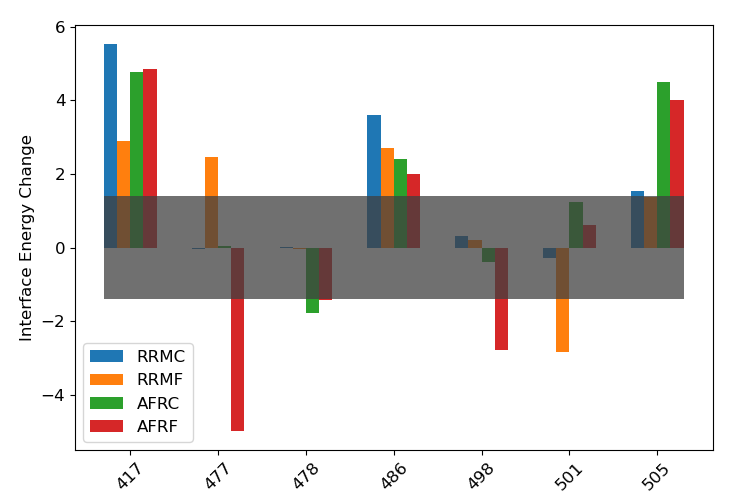 Interface Energy Change
6
4
2
0
−2
−4
RRMC
RRMF
AFRC
AFRF
417 477 478 486 498 501 505